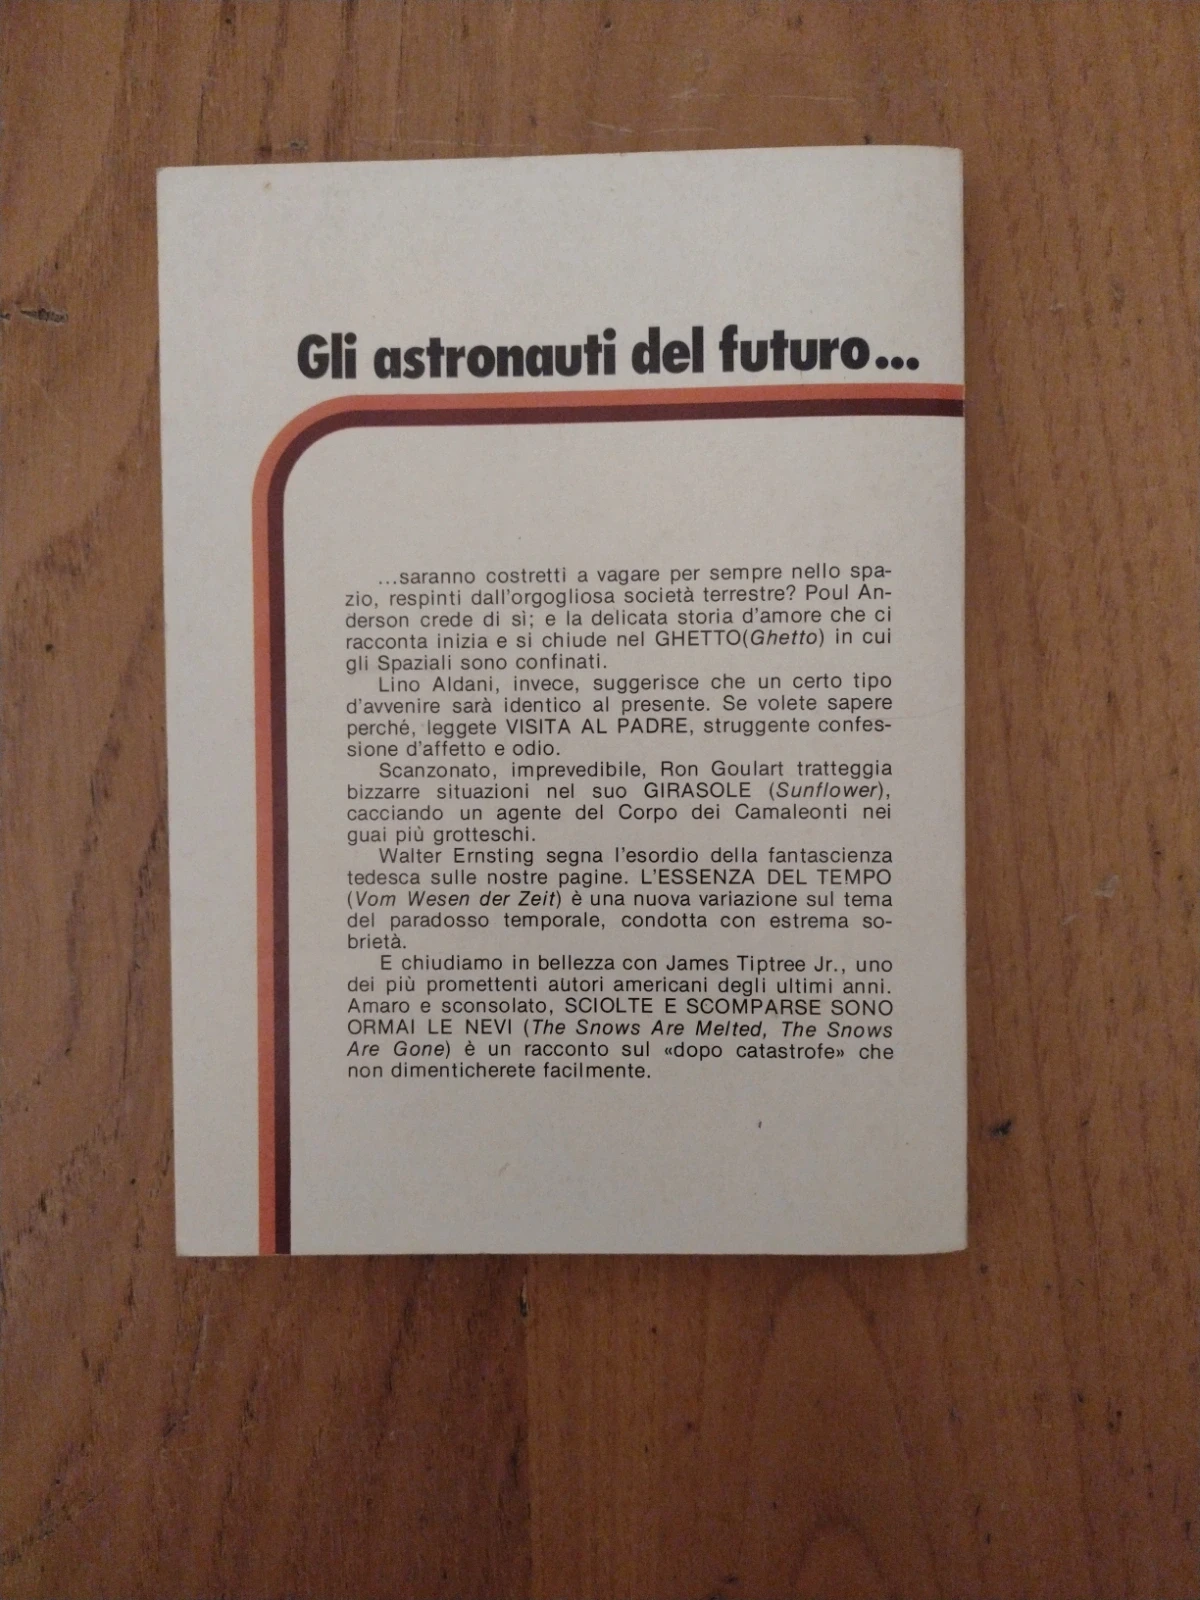 Gli astronauti del futuro...
...saranno costretti a vagare per sempre nello spa-
zio, respinti dall'orgogliosa società terrestre? Poul An-
derson crede di sì; e la delicata storia d'amore che ci
racconta inizia e si chiude nel GHETTO(Ghetto) in cui
gli Spaziali sono confinati.
Lino Aldani, invece, suggerisce che un certo tipo
d'avvenire sarà identico al presente. Se volete sapere
perché, leggete VISITA AL PADRE, struggente confes-
sione d'affetto e odio.
Scanzonato, imprevedibile, Ron Goulart tratteggia
bizzarre situazioni nel suo GIRASOLE (Sunflower),
cacciando un agente del Corpo dei Camaleonti nei
guai più grotteschi.
Walter Ernsting segna l'esordio della fantascienza
tedesca sulle nostre pagine. L'ESSENZA DEL TEMPO
(Vom Wesen der Zeit) è una nuova variazione sul tema
del paradosso temporale, condotta con estrema so-
brietà.
E chiudiamo in bellezza con James Tiptree Jr., uno
dei più promettenti autori americani degli ultimi anni.
Amaro e sconsolato, SCIOLTE E SCOMPARSE SONO
ORMAI LE NEVI (The Snows Are Melted, The Snows
Are Gone) è un racconto sul «dopo catastrofe» che
non dimenticherete facilmente.